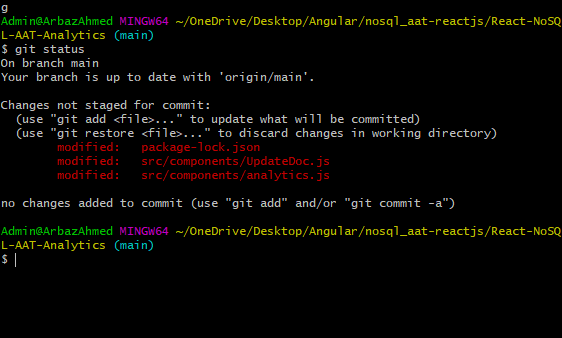 g
Admin@ArbazAhmed MINGW64 ~/OneDrive/Desktop/Angular/nosql_aat-reactjs/React-NoSQ
L-AAT-Analytics (main)
$ git status
On branch main
Your branch is up to date with 'origin/main'.

Changes not staged for commit:
  (use "git add <file>..." to update what will be committed)
  (use "git restore <file>..." to discard changes in working directory)
        modified:   package-lock.json
        modified:   src/components/UpdateDoc.js
        modified:   src/components/analytics.js

no changes added to commit (use "git add" and/or "git commit -a")

Admin@ArbazAhmed MINGW64 ~/OneDrive/Desktop/Angular/nosql_aat-reactjs/React-NoSQ
L-AAT-Analytics (main)
$